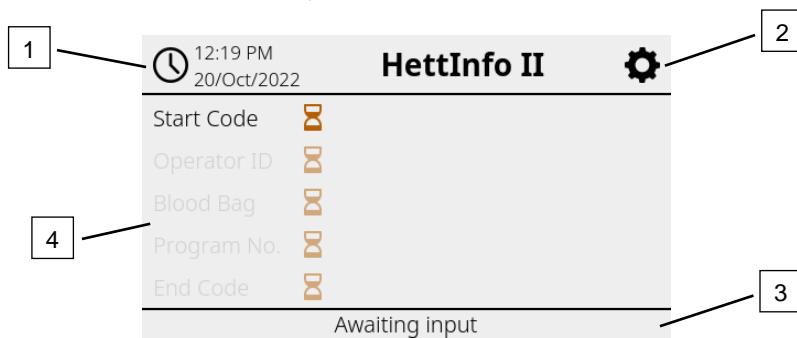 1
2
12:19 PM
20/Oct/2022
HettInfo II
Start Code
Operator ID
Blood Bag
4
Program No.
End Code
3
Awaiting input